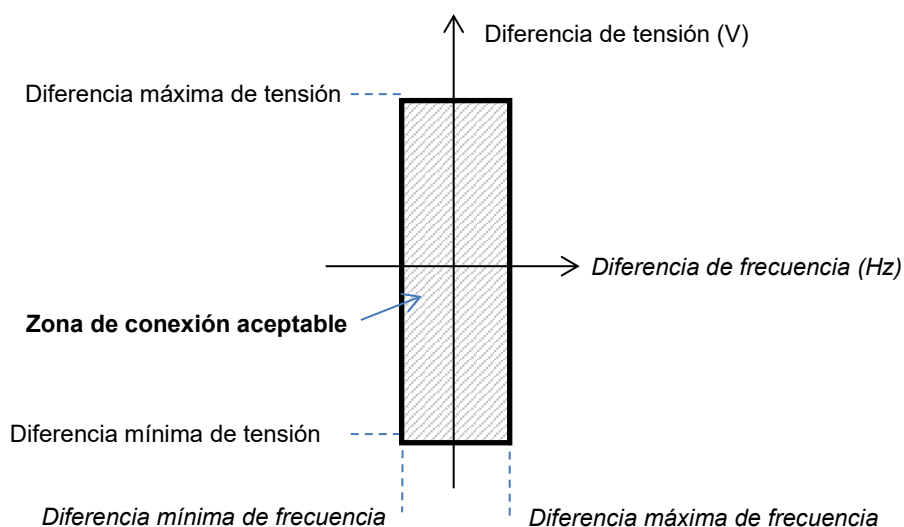 Diferencia de tensión (V)
Diferencia máxima de tensión
Diferencia de frecuencia (Hz)
Zona de conexión aceptable
Diferencia mínima de tensión
Diferencia mínima de frecuencia
Diferencia máxima de frecuencia